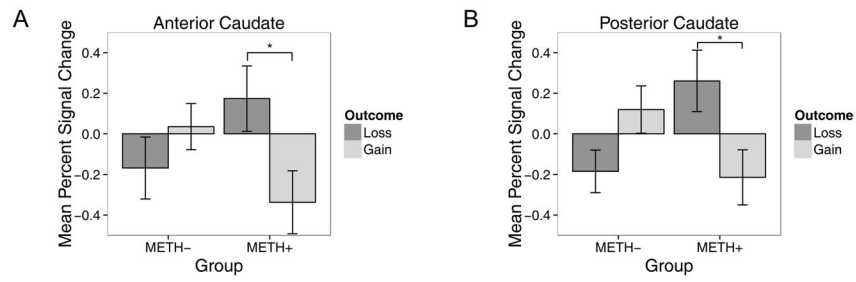 A
Anterior Caudate
Mean Percent Signal Change
0.4
0.2
0.0
−0.2
−0.4
*
METH−
METH+
Group
Outcome
Loss
Gain
B
Posterior Caudate
Mean Percent Signal Change
0.4
0.2
0.0
−0.2
−0.4
*
METH−
METH+
Group
Outcome
Loss
Gain